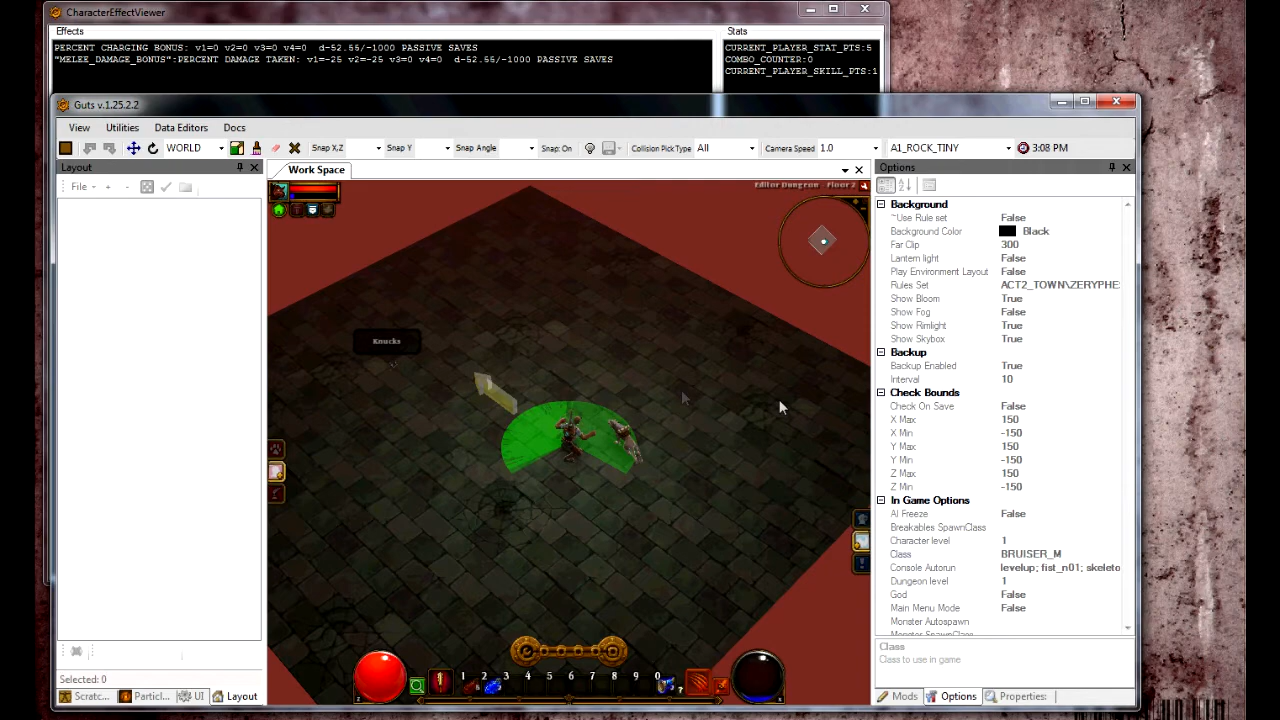 CharacterEffectViewer
Effects
Stats
PERCENT CHARGING BONUS: v1=0 v2=0 v3=0 v4=0 d-52.55/-1000 PASSIVE SAVES
"MELEE_DAMAGE_BONUS":PERCENT DAMAGE TAKEN: v1=-25 v2=-25 v3=0 v4=0 d-52.55/-1000 PASSIVE SAVES
CURRENT_PLAYER_STAT_PTS:5
COMBO_COUNTER:0
CURRENT_PLAYER_SKILL_PTS:1
Guts v.1.25.2.2
View Utilities Data Editors Docs
WORLD Snap X,Z Snap Y Snap Angle Snap: On Collision Pick Type All Camera Speed 1.0 A1_ROCK_TINY 3:08 PM
Layout
File
Work Space
Editor Dungeon - Floor 2
Knucks
Options
Background
~Use Rule set False
Background Color Black
Far Clip 300
Lantern light False
Play Environment Layout False
Rules Set ACT2_TOWN\ZERYPHE
Show Bloom True
Show Fog False
Show Rimlight True
Show Skybox True
Backup
Backup Enabled True
Interval 10
Check Bounds
Check On Save False
X Max 150
X Min -150
Y Max 150
Y Min -150
Z Max 150
Z Min -150
In Game Options
AI Freeze False
Breakables SpawnClass
Character level 1
Class BRUISER_M
Console Autorun levelup; fist_n01; skeleto
Dungeon level 1
God False
Main Menu Mode False
Monster Autospawn
Class
Class to use in game
1 2 3 4 5 6 7 8 9 0
Selected: 0
Scratc... Particl... UI Layout
Mods Options Properties: